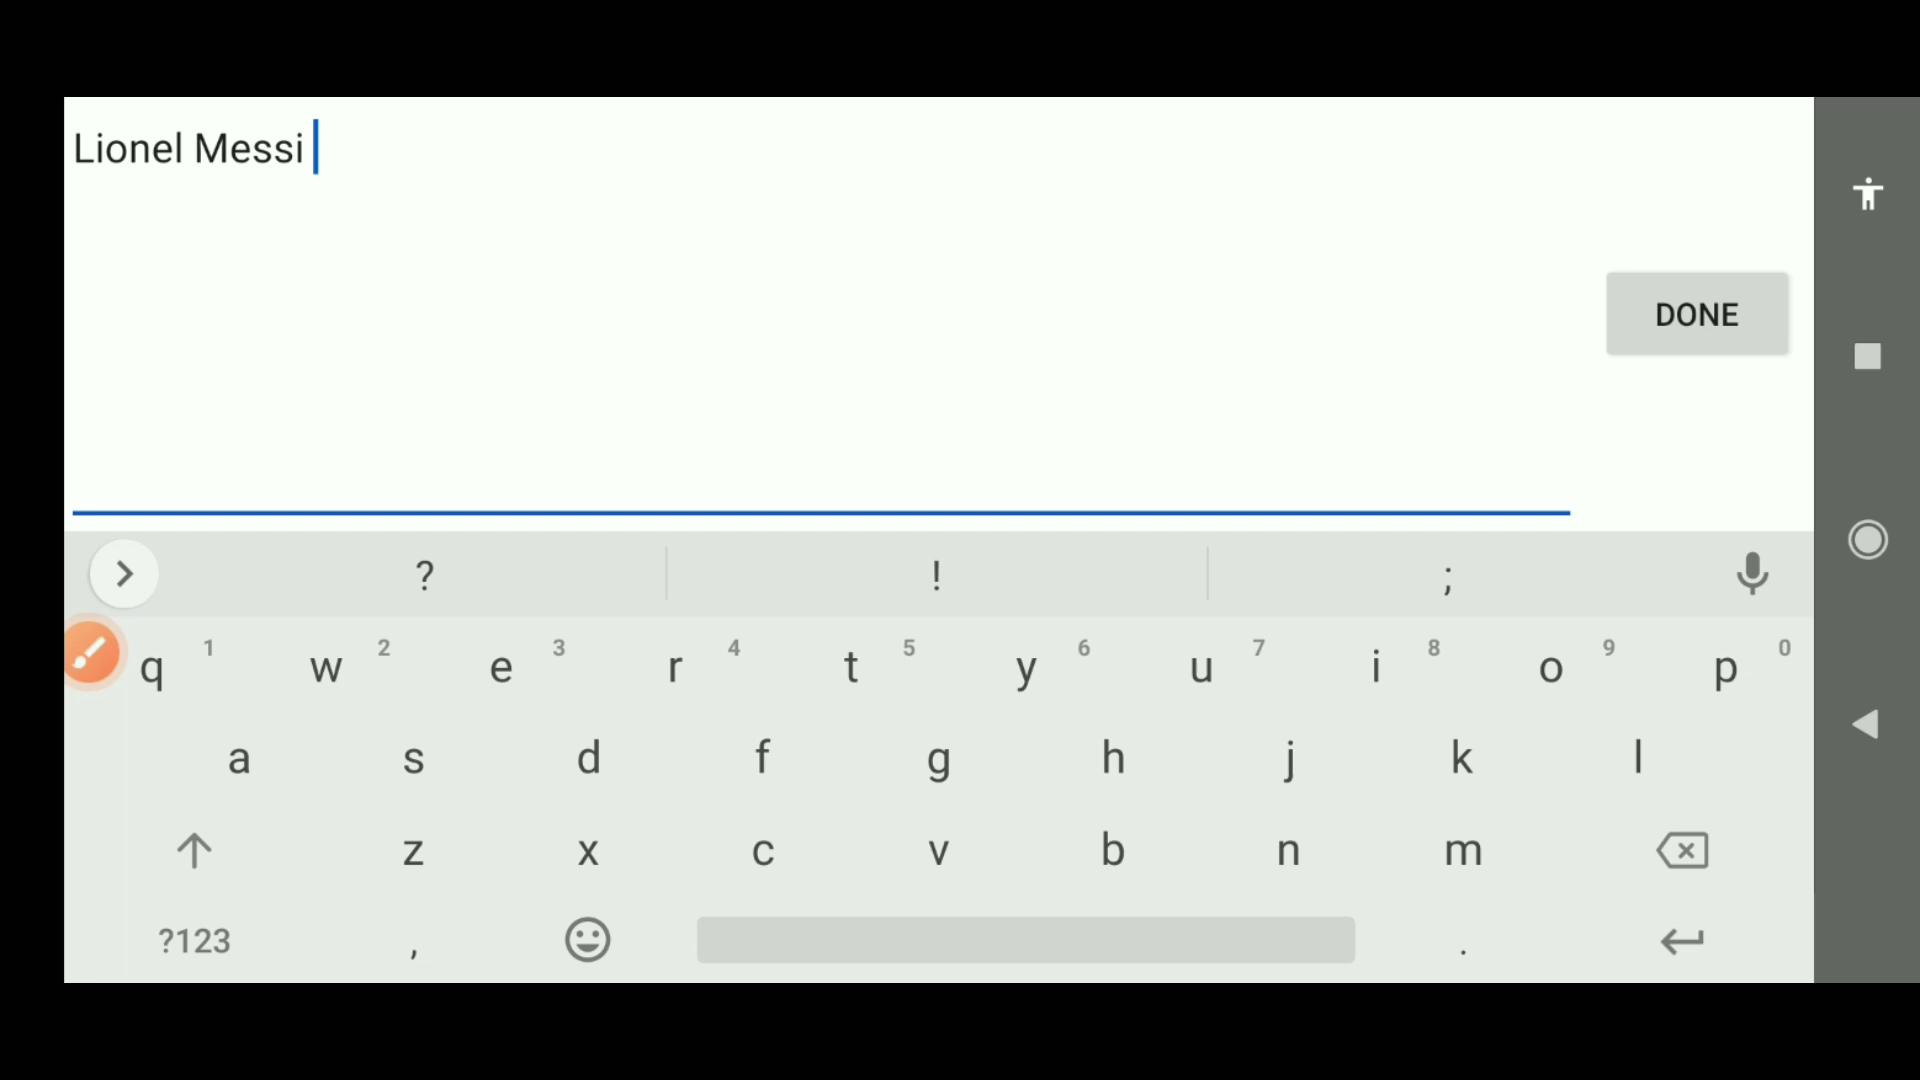 Lionel Messi
DONE
? ! ;
q 1 w 2 e 3 r 4 t 5 y 6 u 7 i 8 o 9 p 0
a s d f g h j k l
z x c v b n m
?123 , .